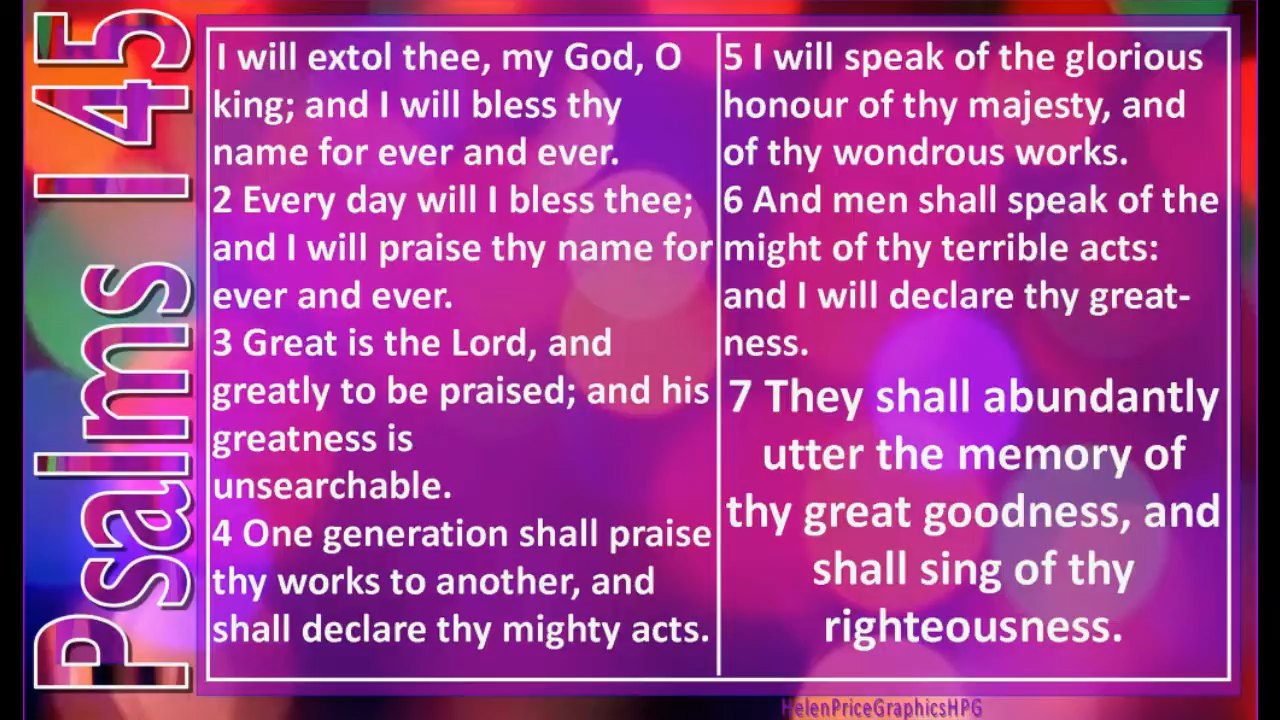 Psalms 145
I will extol thee, my God, O
king; and I will bless thy
name for ever and ever.
2 Every day will I bless thee;
and I will praise thy name for
ever and ever.
3 Great is the Lord, and
greatly to be praised; and his
greatness is
unsearchable.
4 One generation shall praise
thy works to another, and
shall declare thy mighty acts.
5 I will speak of the glorious
honour of thy majesty, and
of thy wondrous works.
6 And men shall speak of the
might of thy terrible acts:
and I will declare thy great-
ness.
7 They shall abundantly
utter the memory of
thy great goodness, and
shall sing of thy
righteousness.
HelenPriceGraphicsHPG